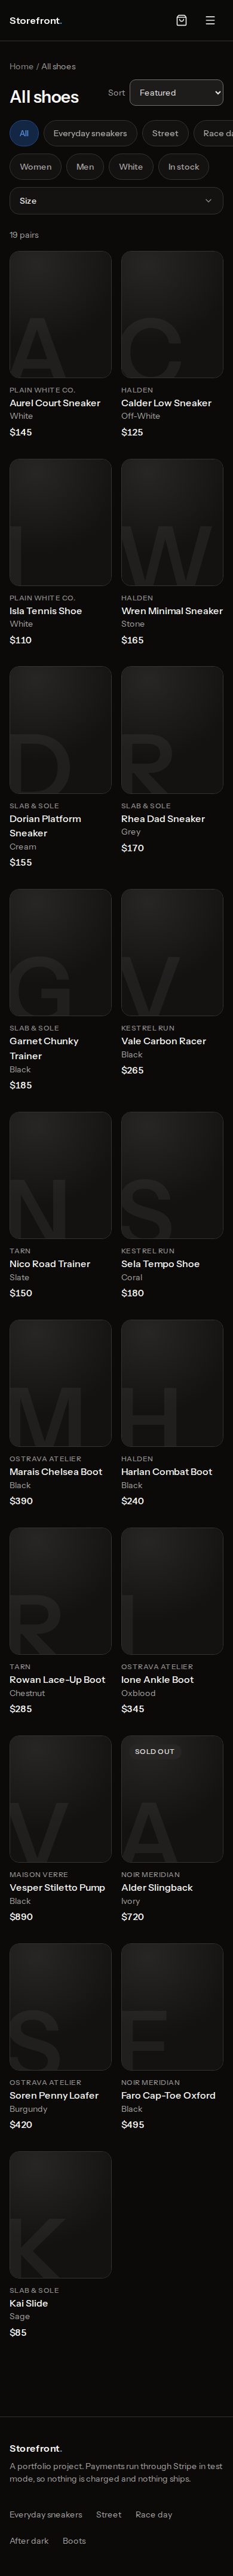 Storefront.
Home / All shoes
All shoes
Sort
Featured
All
Everyday sneakers
Street
Race da
Women
Men
White
In stock
Size
19 pairs
A
C
PLAIN WHITE CO.
HALDEN
Aurel Court Sneaker
Calder Low Sneaker
White
Off-White
$145
$125
I
W
PLAIN WHITE CO.
HALDEN
Isla Tennis Shoe
Wren Minimal Sneaker
White
Stone
$110
$165
D
R
SLAB & SOLE
SLAB & SOLE
Dorian Platform
Sneaker
Rhea Dad Sneaker
Cream
Grey
$155
$170
G
V
SLAB & SOLE
KESTREL RUN
Garnet Chunky
Trainer
Vale Carbon Racer
Black
Black
$185
$265
N
S
TARN
KESTREL RUN
Nico Road Trainer
Sela Tempo Shoe
Slate
Coral
$150
$180
M
H
OSTRAVA ATELIER
HALDEN
Marais Chelsea Boot
Harlan Combat Boot
Black
Black
$390
$240
R
I
TARN
OSTRAVA ATELIER
Rowan Lace-Up Boot
Ione Ankle Boot
Chestnut
Oxblood
$285
$345
SOLD OUT
V
A
MAISON VERRE
NOIR MERIDIAN
Vesper Stiletto Pump
Alder Slingback
Black
Ivory
$890
$720
S
F
OSTRAVA ATELIER
NOIR MERIDIAN
Soren Penny Loafer
Faro Cap-Toe Oxford
Burgundy
Black
$420
$495
K
SLAB & SOLE
Kai Slide
Sage
$85
Storefront.
A portfolio project. Payments run through Stripe in test
mode, so nothing is charged and nothing ships.
Everyday sneakers
Street
Race day
After dark
Boots